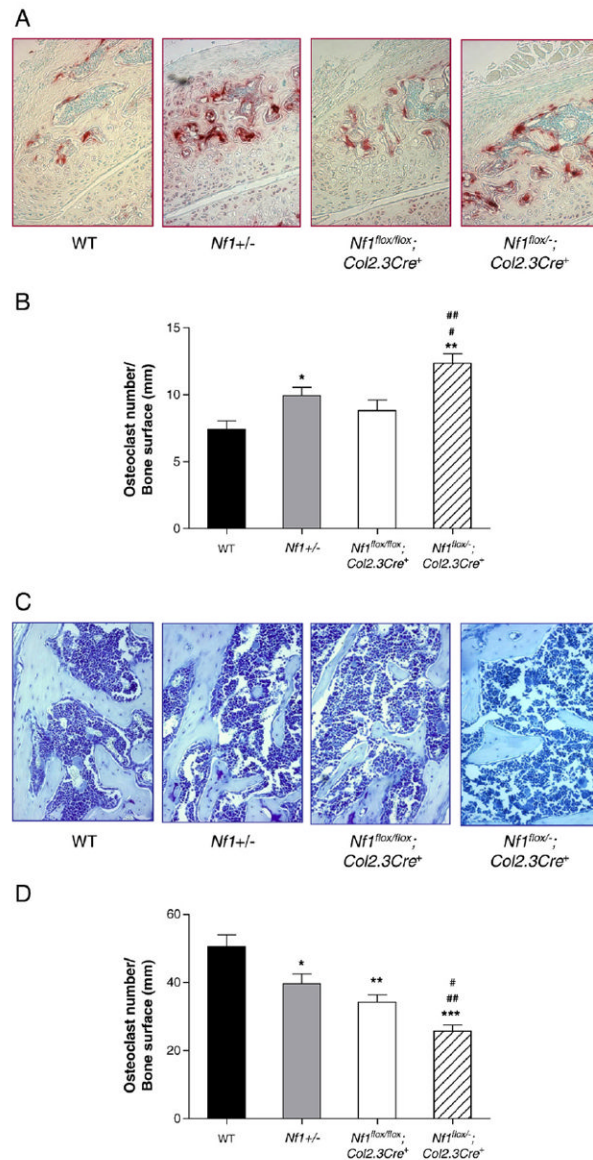 A
WT
Nf1+/-
Nf1flox/flox;
Col2.3Cre+
Nf1flox/-;
Col2.3Cre+
B
Osteoclast number/
Bone surface (mm)
15
10
5
0
*
##
#
**
WT
Nf1+/-
Nf1flox/flox;
Col2.3Cre+
Nf1flox/-;
Col2.3Cre+
C
WT
Nf1+/-
Nf1flox/flox;
Col2.3Cre+
Nf1flox/-;
Col2.3Cre+
D
Osteoclast number/
Bone surface (mm)
60
40
20
0
*
**
#
##
***
WT
Nf1+/-
Nf1flox/flox;
Col2.3Cre+
Nf1flox/-;
Col2.3Cre+